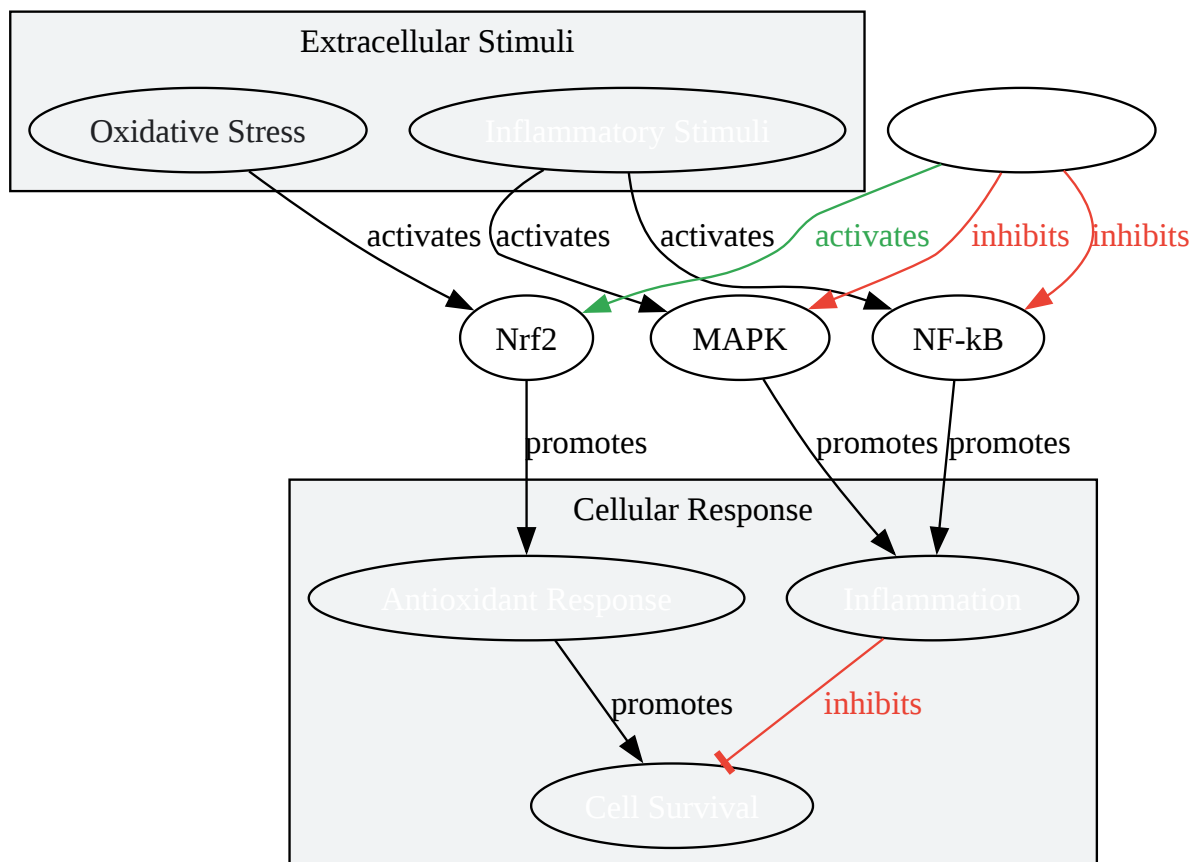 Extracellular Stimuli
Oxidative Stress
Inflammatory Stimuli
activates
activates
activates
activates
inhibits
inhibits
Nrf2
MAPK
NF-kB
promotes
promotes
promotes
Cellular Response
Antioxidant Response
Inflammation
promotes
inhibits
Cell Survival